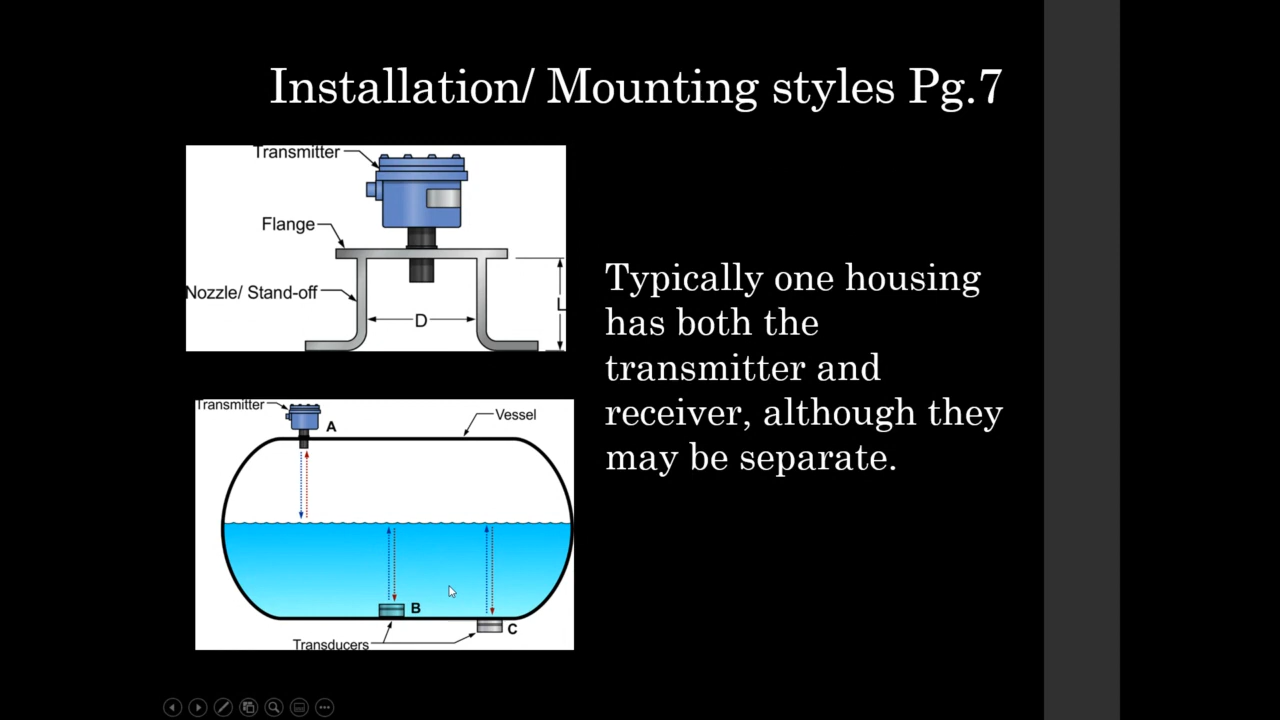 Installation/ Mounting styles Pg.7
Transmitter
Flange
Nozzle/ Stand-off
D
L
Typically one housing
has both the
transmitter and
receiver, although they
may be separate.
Transmitter
A
Vessel
B
C
Transducers